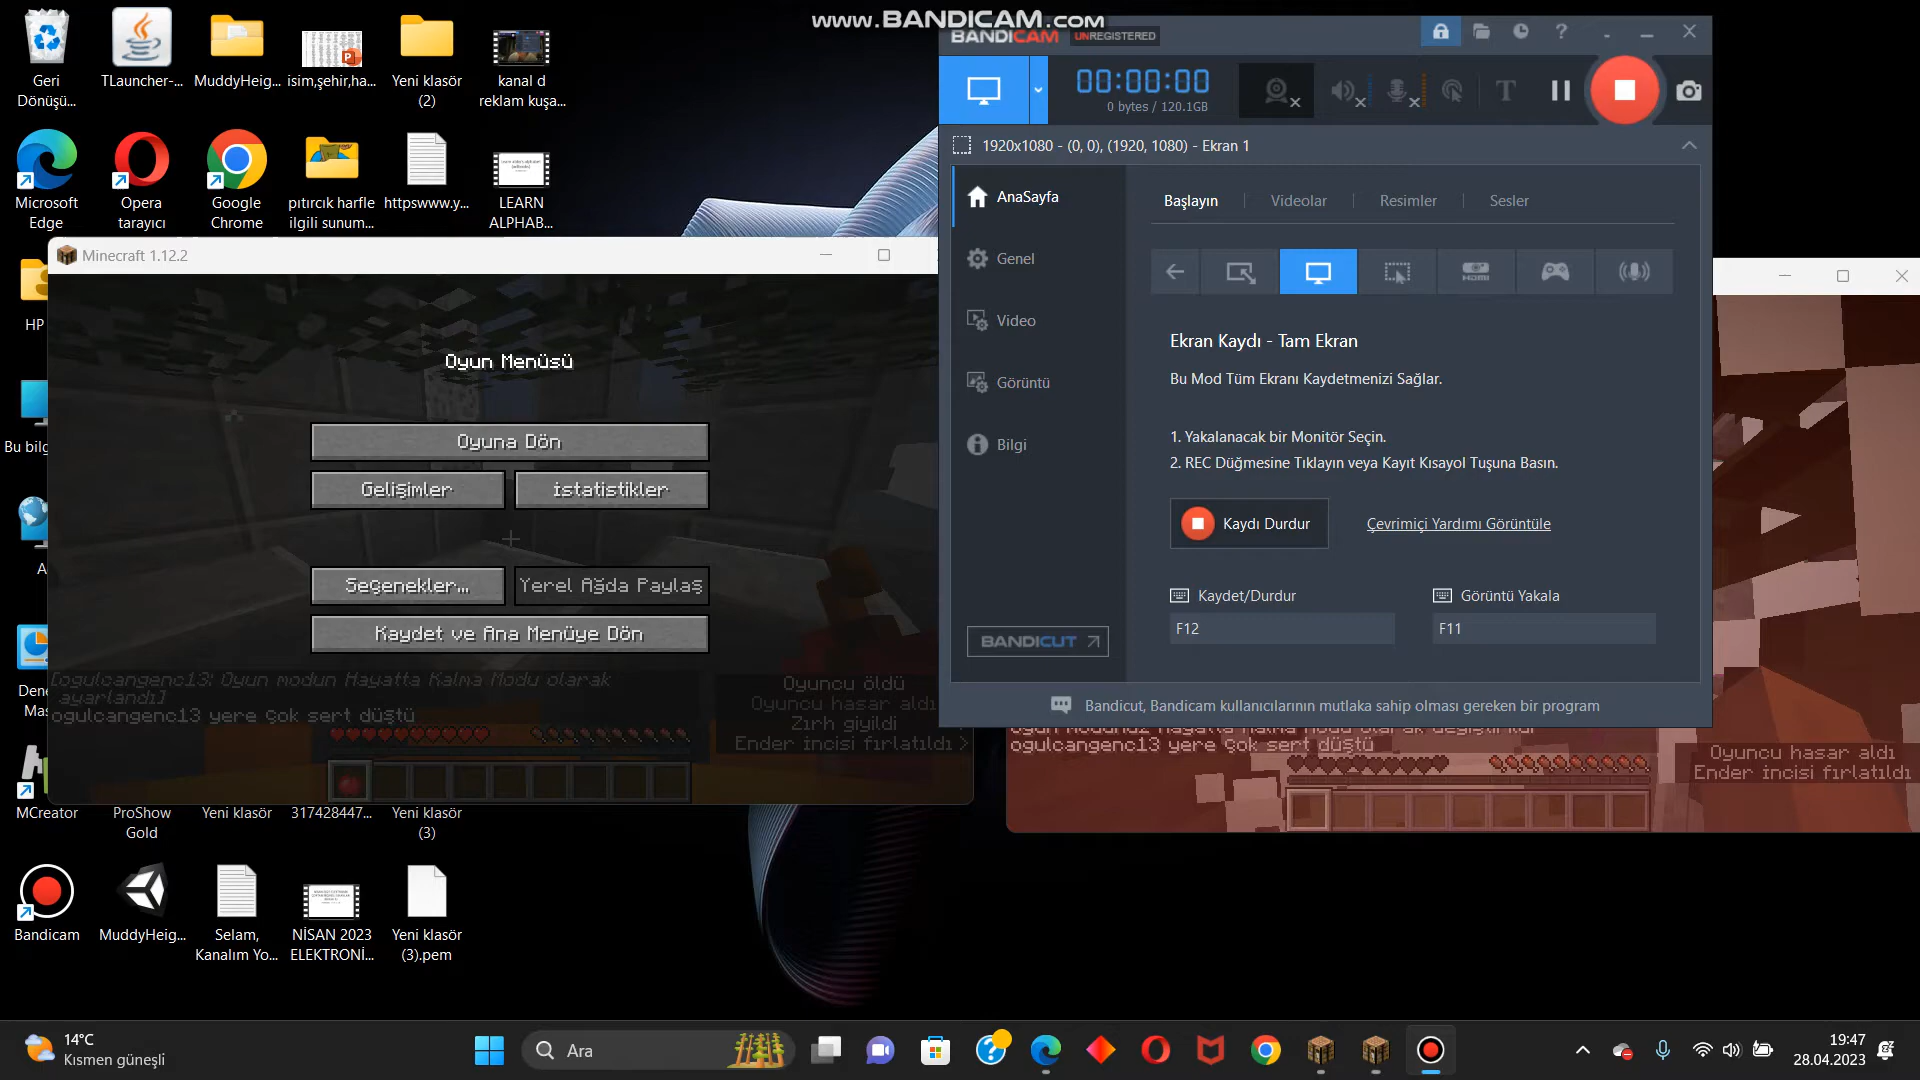 www.BANDICAM.com
BANDICAM
UNREGISTERED
00:00:00
0 bytes / 120.1GB
1920x1080 - (0, 0), (1920, 1080) - Ekran 1
AnaSayfa
Genel
Video
Görüntü
Bilgi
BANDICUT
Başlayın
Videolar
Resimler
Sesler
HDMI
Ekran Kaydı - Tam Ekran
Bu Mod Tüm Ekranı Kaydetmenizi Sağlar.
1. Yakalanacak bir Monitör Seçin.
2. REC Düğmesine Tıklayın veya Kayıt Kısayol Tuşuna Basın.
Kaydı Durdur
Çevrimiçi Yardımı Görüntüle
Kaydet/Durdur
Görüntü Yakala
F12
F11
Bandicut, Bandicam kullanıcılarının mutlaka sahip olması gereken bir program
Geri
Dönüşü...
TLauncher-...
MuddyHeig...
isim,şehir,ha...
Yeni klasör
(2)
kanal d
reklam kuşa...
Microsoft
Edge
Opera
tarayıcı
Google
Chrome
pıtırcık harfle
ilgili sunum...
httpswww.y...
LEARN
ALPHAB...
HP
Bu bilg
A
Dene
Mas
Minecraft 1.12.2
Oyun Menüsü
Oyuna Dön
Gelişimler
İstatistikler
Seçenekler...
Yerel Ağda Paylaş
Kaydet ve Ana Menüye Dön
[ogulcangenc13: Oyun modun Hayatta Kalma Modu olarak
ayarlandı]
ogulcangenc13 yere çok sert düştü
Oyuncu öldü
Oyuncu hasar aldı
Zırh giyildi
Ender incisi fırlatıldı >
ogulcangenc13 yere çok sert düştü
Oyuncu hasar aldı
Ender incisi fırlatıldı
MCreator
ProShow
Gold
Yeni klasör
317428447...
Yeni klasör
(3)
Bandicam
MuddyHeig...
Selam,
Kanalım Yo...
NİSAN 2023
ELEKTRONİ...
Yeni klasör
(3).pem
14°C
Kısmen güneşli
Ara
19:47
28.04.2023